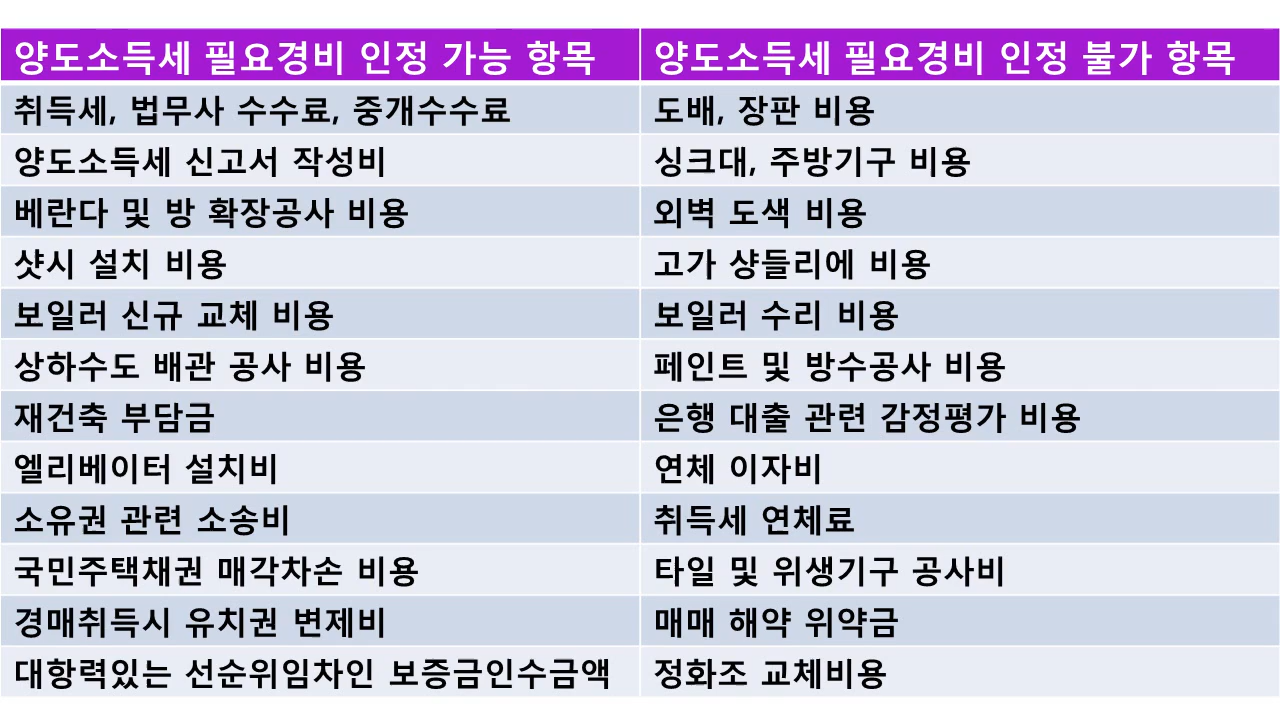 양도소득세 필요경비 인정 가능 항목 양도소득세 필요경비 인정 불가 항목
취득세, 법무사 수수료, 중개수수료 도배, 장판 비용
양도소득세 신고서 작성비 싱크대, 주방기구 비용
베란다 및 방 확장공사 비용 외벽 도색 비용
샷시 설치 비용 고가 샹들리에 비용
보일러 신규 교체 비용 보일러 수리 비용
상하수도 배관 공사 비용 페인트 및 방수공사 비용
재건축 부담금 은행 대출 관련 감정평가 비용
엘리베이터 설치비 연체 이자비
소유권 관련 소송비 취득세 연체료
국민주택채권 매각차손 비용 타일 및 위생기구 공사비
경매취득시 유치권 변제비 매매 해약 위약금
대항력있는 선순위임차인 보증금인수금액 정화조 교체비용